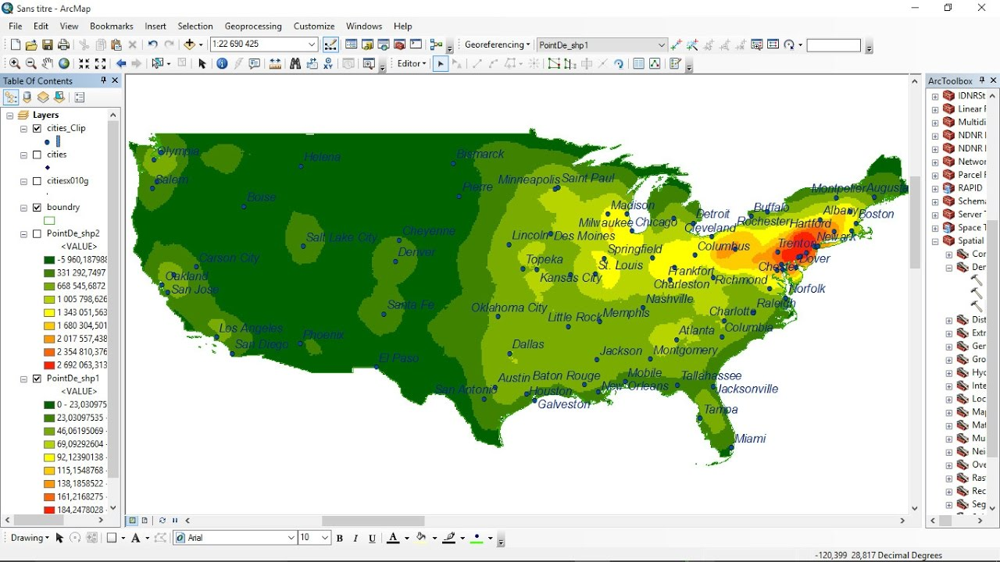 Sans titre - ArcMap
File Edit View Bookmarks Insert Selection Geoprocessing Customize Windows Help
1:22 690 425
Georeferencing
PointDe_shp1
Editor
Table Of Contents
Layers
cities_Clip
cities
citiesx010g
boundry
PointDe_shp2
<VALUE>
-5 960,187988
331 292,7497
668 545,6872
1 005 798,626
1 343 051,563
1 680 304,501
2 017 557,438
2 354 810,376
2 692 063,313
PointDe_shp1
<VALUE>
0 - 23,030975
23,03097535 -
46,06195069 -
69,09292604 -
92,12390138 -
115,1548768 -
138,1858522 -
161,2168275 -
184,2478028 -
Olympia
Helena
Bismarck
Salem
Minneapolis
Saint Paul
Pierre
Montpelier
Augusta
Boise
Madison
Buffalo
Albany
Boston
Detroit
Milwaukee
Chicago
Rochester
Hartford
Cleveland
Salt Lake City
Cheyenne
Lincoln
Des Moines
Newark
Carson City
Denver
Springfield
Columbus
Trenton
Topeka
Dover
Oakland
St. Louis
Frankfort
San Jose
Kansas City
Charleston
Richmond
Norfolk
Santa Fe
Oklahoma City
Nashville
Raleigh
Little Rock
Memphis
Charlotte
Los Angeles
Phoenix
Atlanta
Columbia
San Diego
Dallas
Jackson
Montgomery
El Paso
Austin
Baton Rouge
Mobile
Tallahassee
San Antonio
Houston
New Orleans
Jacksonville
Galveston
Tampa
Miami
ArcToolbox
IDNRSt
Linear F
Multidi
NDNR I
NDNR I
Networ
Parcel F
RAPID
Schema
Server T
Space T
Spatial
Cor
Der
Dist
Extr
Ger
Gro
Hyc
Inte
Loc
Map
Mat
Mu
Nei
Ove
Ras
Rec
Seg
Drawing
Arial
10
B I U A
-120,399 28,817 Decimal Degrees